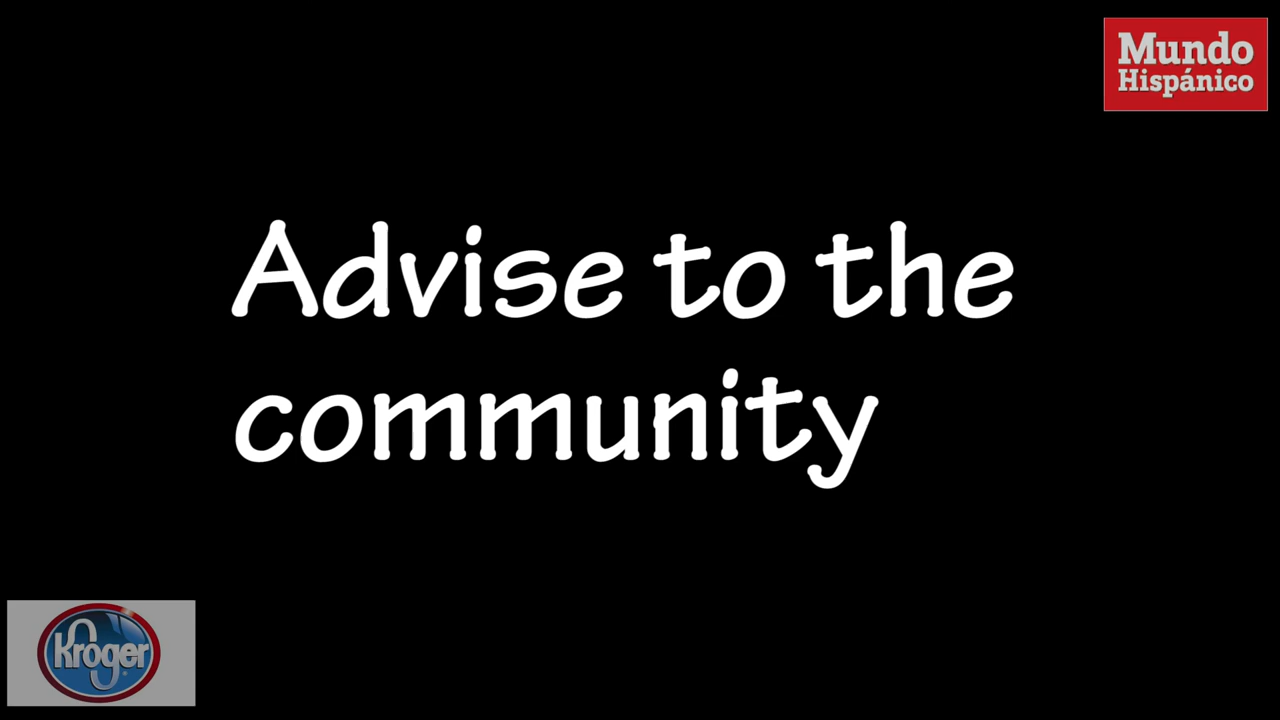 Mundo
Hispánico
Advise to the
community
Kroger